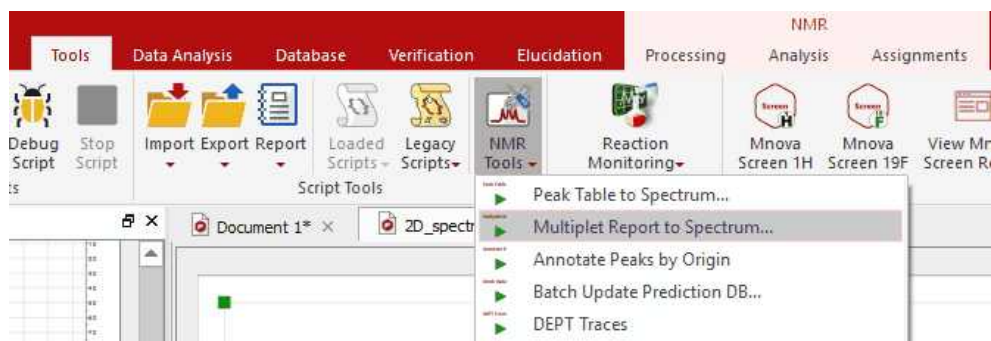 NMR
Tools Data Analysis Database Verification Elucidation Processing Analysis Assignments
Debug Stop Import Export Report Loaded Legacy NMR Reaction Mnova Mnova View
Script Script Scripts Scripts Tools Monitoring Screen 1H Screen 19F Screen
Script Tools
Peak Table to Spectrum...
Document 1* 2D_spectr
Multiplet Report to Spectrum...
Annotate Peaks by Origin
Batch Update Prediction DB...
DEPT Traces